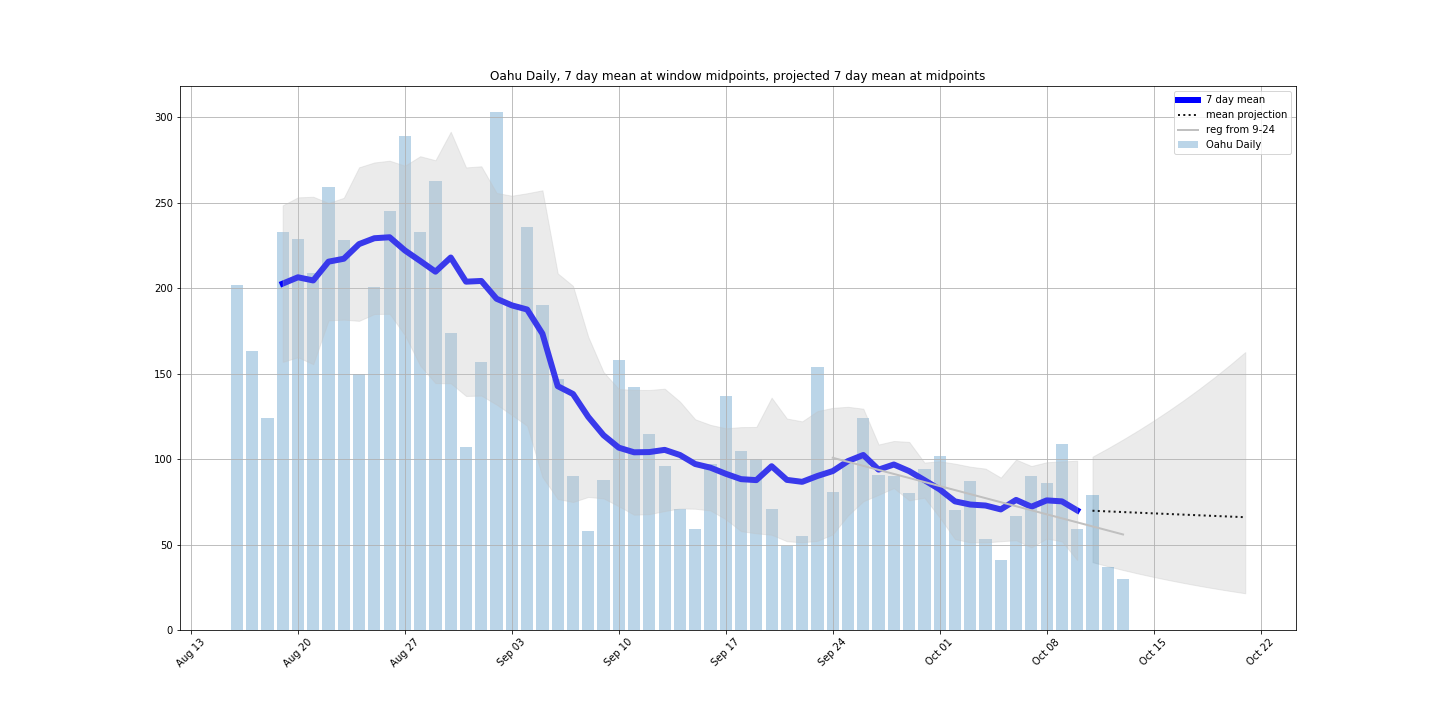 Oahu Daily, 7 day mean at window midpoints, projected 7 day mean at midpoints
7 day mean
mean projection
reg from 9-24
Oahu Daily
300
250
200
150
100
50
0
Aug 13
Aug 20
Aug 27
Sep 03
Sep 10
Sep 17
Sep 24
Oct 01
Oct 08
Oct 15
Oct 22